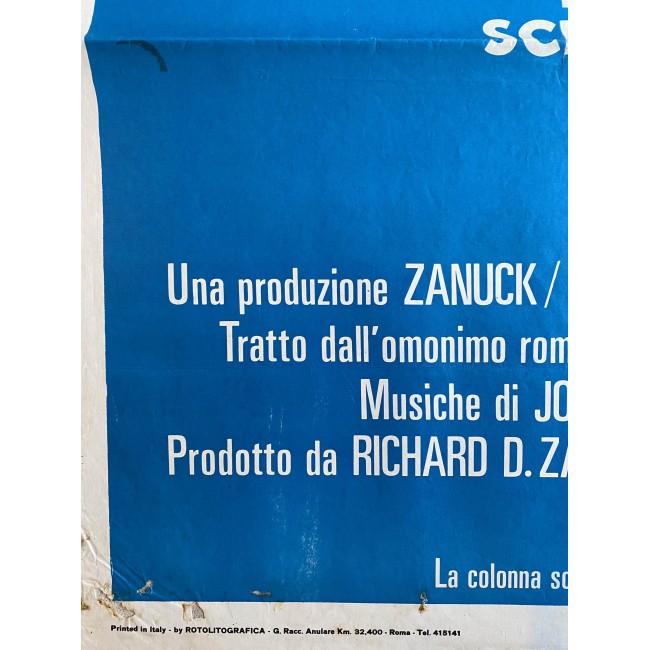 SC
Una produzione ZANUCK/
Tratto dall'omonimo rom
Musiche di JO
Prodotto da RICHARD D. ZA
La colonna so
Printed in Italy - by ROTOLITOGRAFICA - G. Racc. Anulare Km. 32,400 - Roma - Tel. 415141